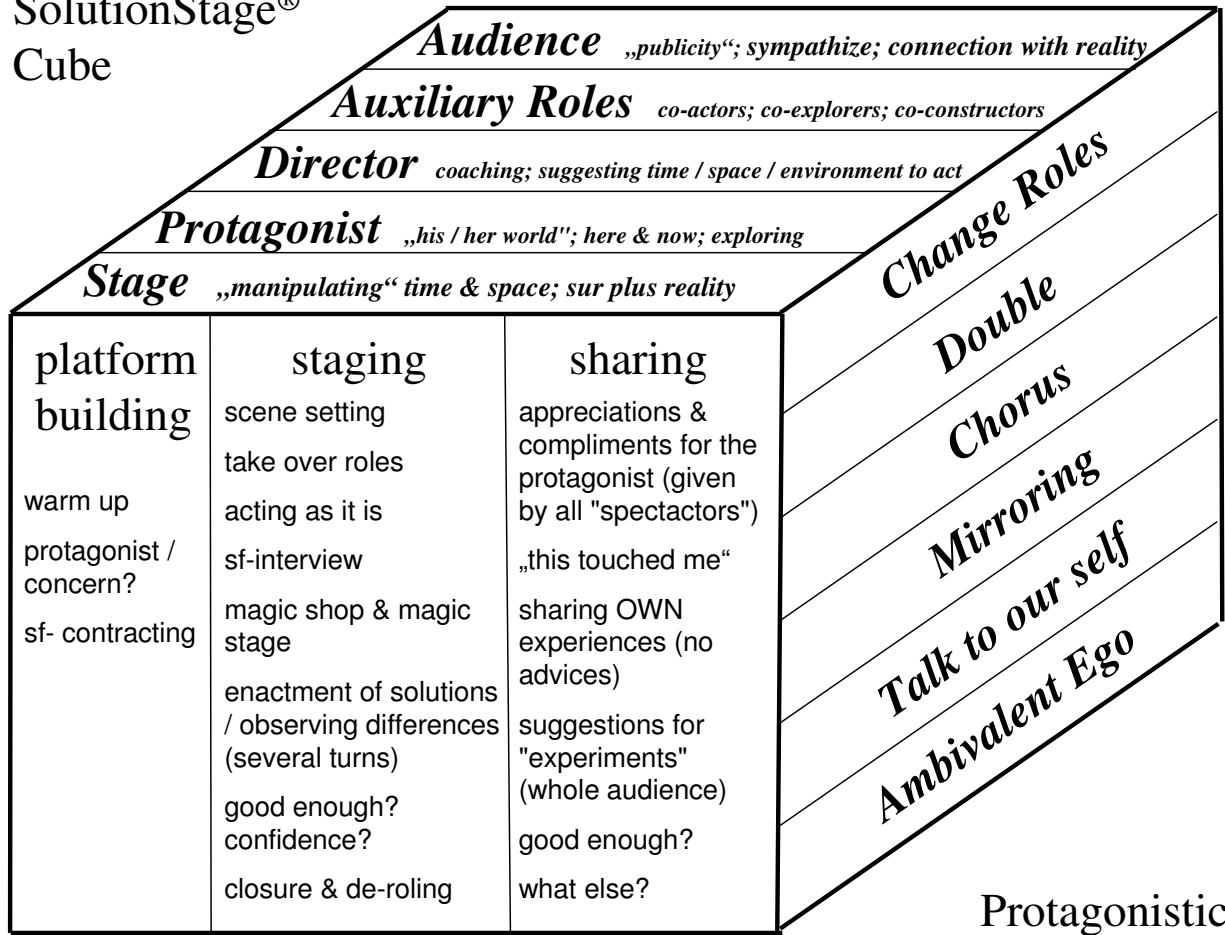 SolutionStage®
Cube
Audience „publicity“; sympathize; connection with reality
Auxiliary Roles co-actors; co-explorers; co-constructors
Director coaching; suggesting time / space / environment to act
Protagonist „his / her world"; here & now; exploring
Stage „manipulating“ time & space; sur plus reality
platform
building
warm up
protagonist /
concern?
sf- contracting
staging
scene setting
take over roles
acting as it is
sf-interview
magic shop & magic
stage
enactment of solutions
/ observing differences
(several turns)
good enough?
confidence?
closure & de-roling
sharing
appreciations &
compliments for the
protagonist (given
by all "spectactors")
„this touched me“
sharing OWN
experiences (no
advices)
suggestions for
"experiments"
(whole audience)
good enough?
what else?
Change Roles
Double
Chorus
Mirroring
Talk to our self
Ambivalent Ego
Protagonistic